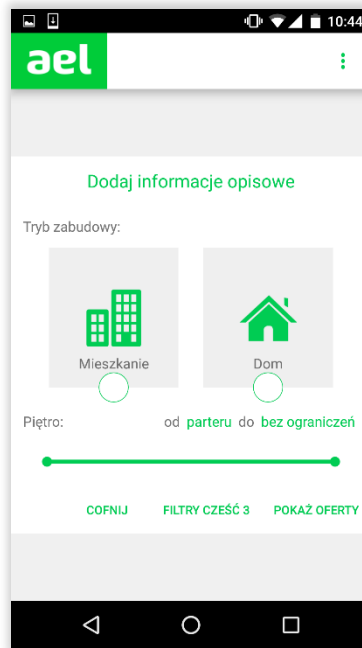 10:44
ael
Dodaj informacje opisowe
Tryb zabudowy:
Mieszkanie Dom
Piętro: od parteru do bez ograniczeń
COFNIJ FILTRY CZEŚĆ 3 POKAŻ OFERTY